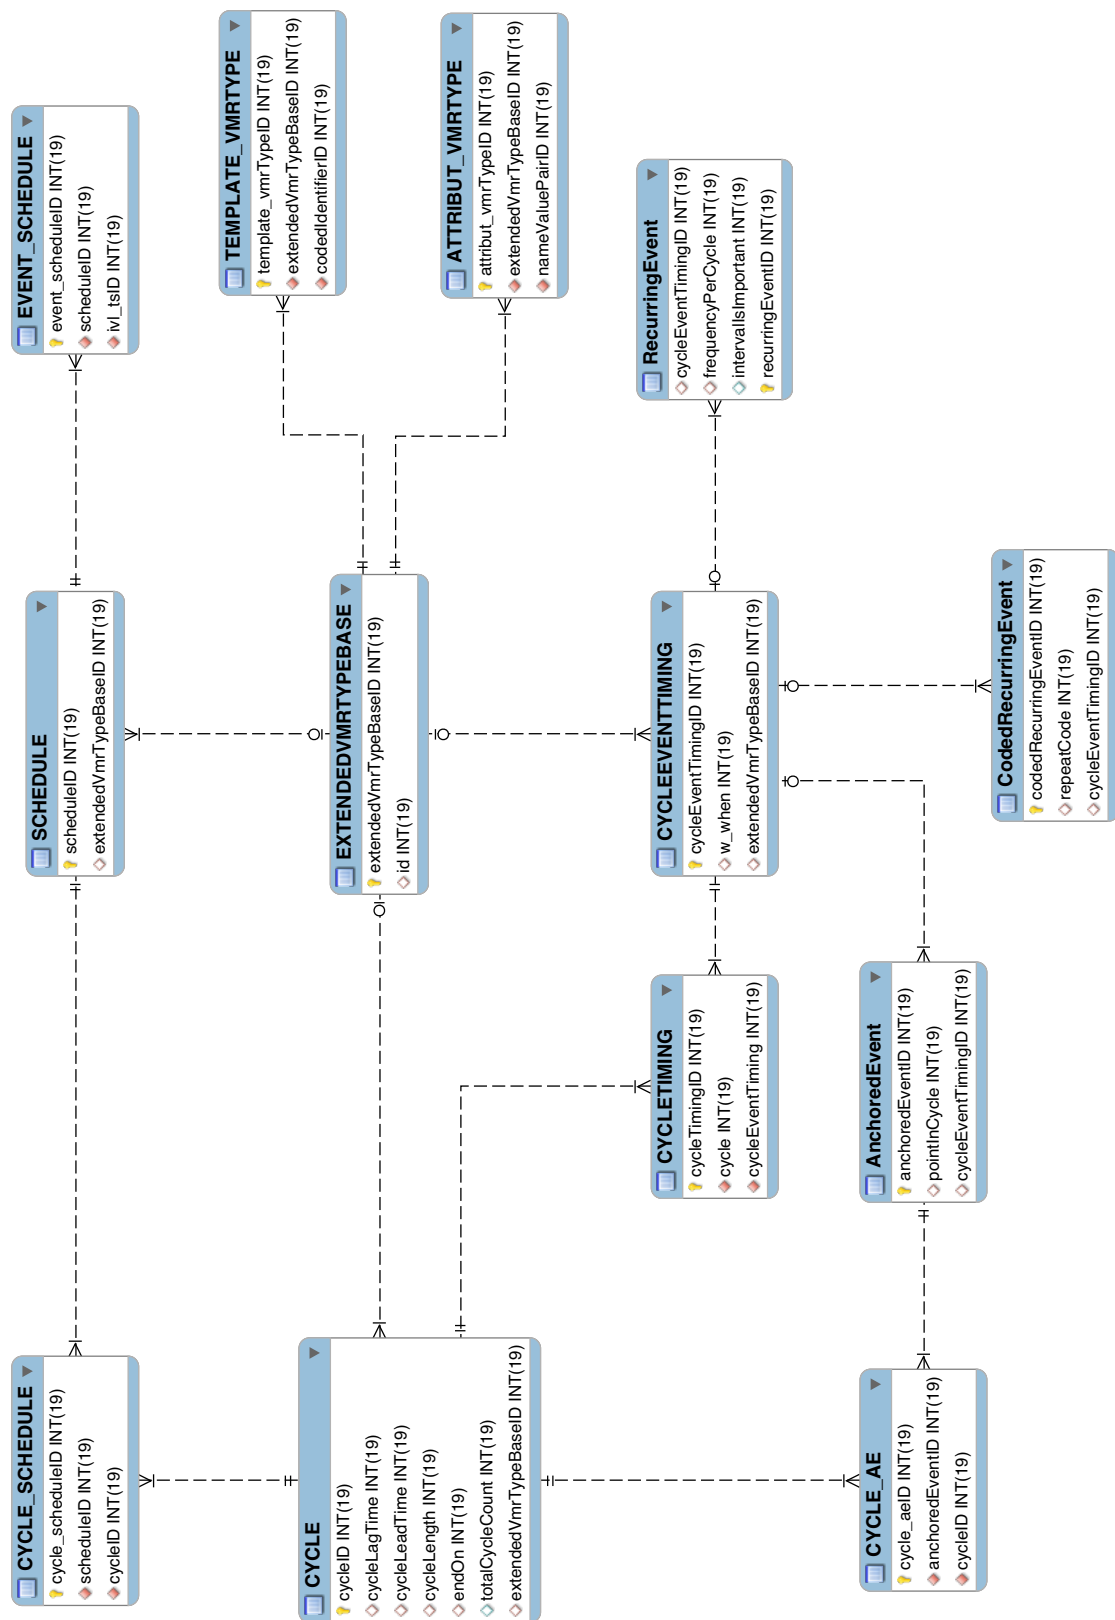 CYCLE_SCHEDULE
cycle_scheduleID INT(19)
scheduleID INT(19)
cycleID INT(19)
SCHEDULE
scheduleID INT(19)
extendedVmrTypeBaseID INT(19)
EVENT_SCHEDULE
event_scheduleID INT(19)
scheduleID INT(19)
ivl_tsID INT(19)
TEMPLATE_VMRTYPE
template_vmrTypeID INT(19)
extendedVmrTypeBaseID INT(19)
codedIdentifierID INT(19)
CYCLE
cycleID INT(19)
cycleLagTime INT(19)
cycleLeadTime INT(19)
cycleLength INT(19)
endOn INT(19)
totalCycleCount INT(19)
extendedVmrTypeBaseID INT(19)
EXTENDEDVMRTYPEBASE
extendedVmrTypeBaseID INT(19)
id INT(19)
ATTRIBUT_VMRTYPE
attribut_vmrTypeID INT(19)
extendedVmrTypeBaseID INT(19)
nameValuePairID INT(19)
CYCLETIMING
cycleTimingID INT(19)
cycle INT(19)
cycleEventTiming INT(19)
CYCLEEVENTTIMING
cycleEventTimingID INT(19)
w_when INT(19)
extendedVmrTypeBaseID INT(19)
RecurringEvent
cycleEventTimingID INT(19)
frequencyPerCycle INT(19)
intervalIsImportant INT(19)
recurringEventID INT(19)
CYCLE_AE
cycle_aeID INT(19)
anchoredEventID INT(19)
cycleID INT(19)
AnchoredEvent
anchoredEventID INT(19)
pointInCycle INT(19)
cycleEventTimingID INT(19)
CodedRecurringEvent
codedRecurringEventID INT(19)
repeatCode INT(19)
cycleEventTimingID INT(19)